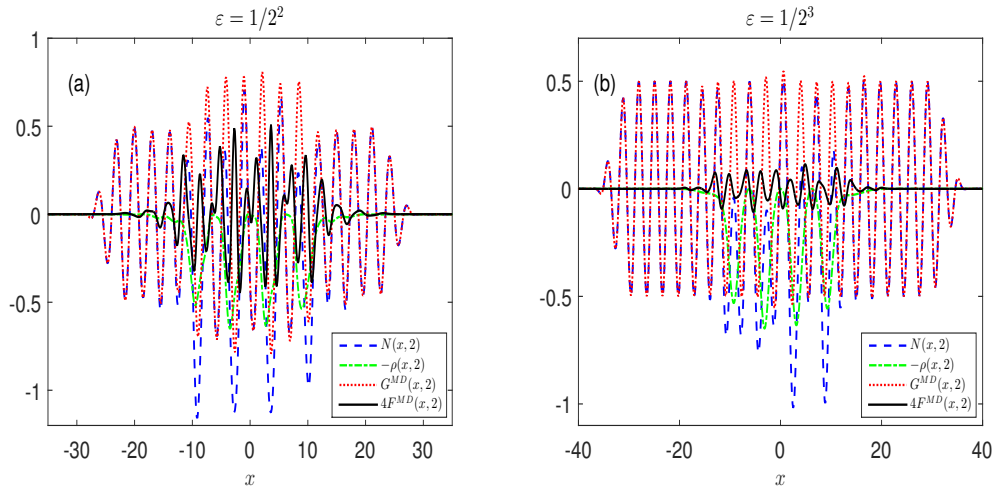 ε = 1/2²
ε = 1/2³
(a)
1
0.5
0
-0.5
-1
-30 -20 -10 0 10 20 30
x
N(x, 2)
−ρ(x, 2)
G^{MD}(x, 2)
4F^{MD}(x, 2)
(b)
0.5
0
-0.5
-1
-40 -20 0 20 40
x
N(x, 2)
−ρ(x, 2)
G^{MD}(x, 2)
4F^{MD}(x, 2)